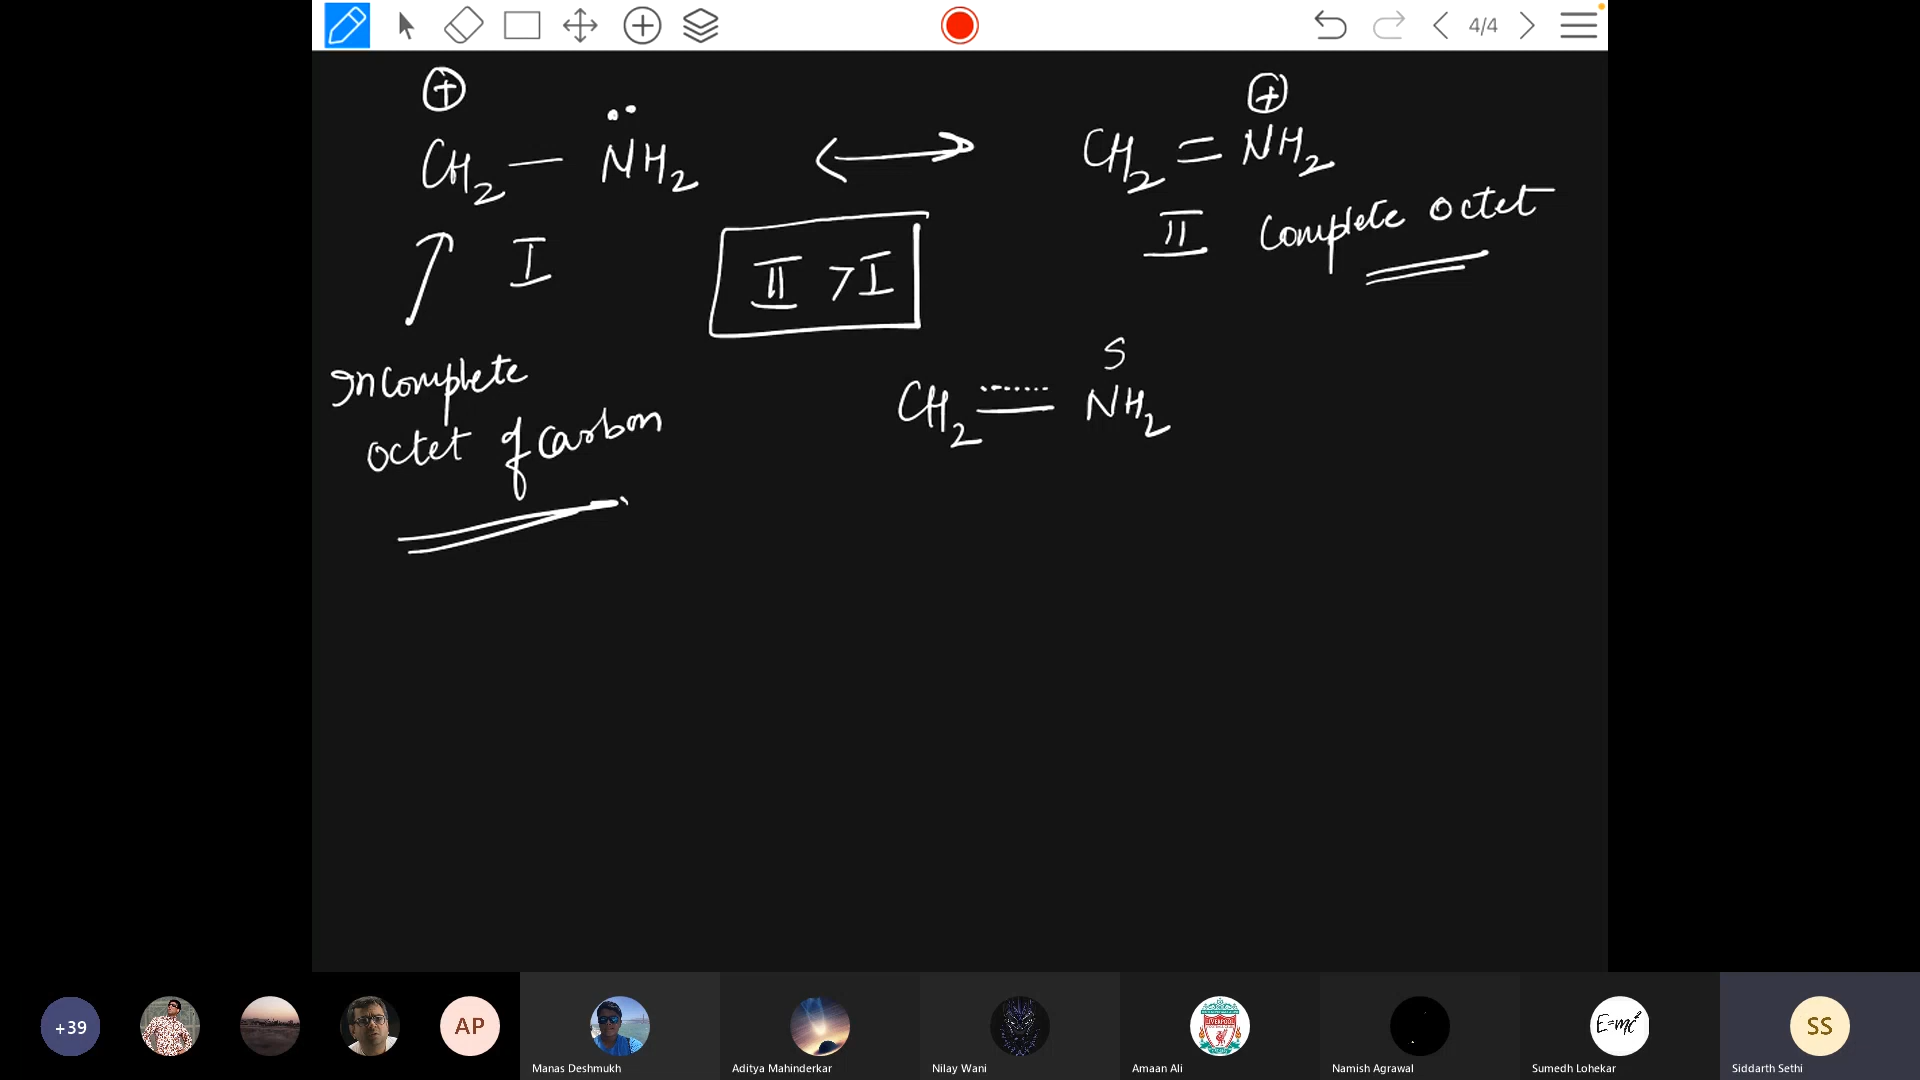 4/4
⊕
CH2 — N̈H2 ⟷ CH2 = NH2
⊕
I
II Complete octet
II > I
Incomplete
octet of carbon
S
CH2 = NH2
+39
AP
Manas Deshmukh
Aditya Mahinderkar
Nilay Wani
LIVERPOOL
Amaan Ali
Namish Agrawal
E=mc²
Sumedh Lohekar
SS
Siddarth Sethi